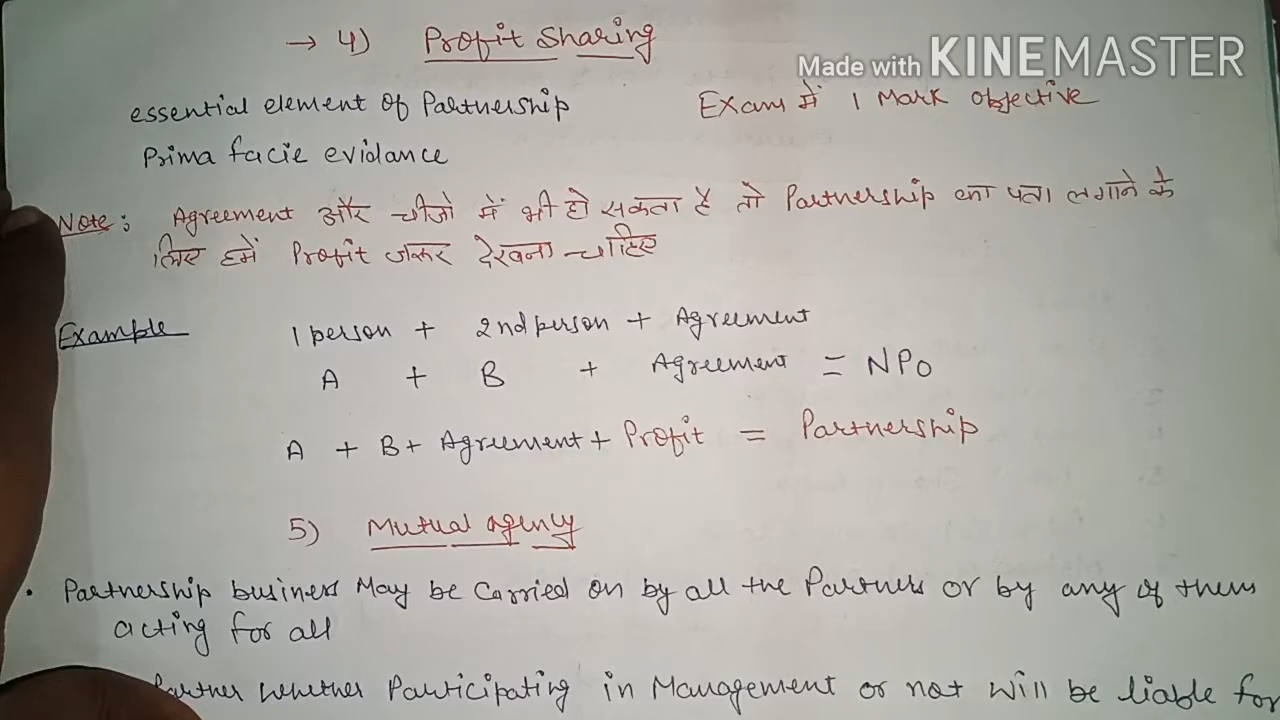 → 4) Profit Sharing
Made with KINEMASTER
essential element of Partnership
Exam में 1 Mark objective
Prima facie evidance
Note: Agreement और चीजो में भी हो सकता है तो Partnership का पता लगाने के
लिए हमें Profit जरूर देखना चाहिए
Example 1 person + 2nd person + Agreement
A + B + Agreement = NPO
A + B + Agreement + Profit = Partnership
5) Mutual agency
• Partnership business May be Carried on by all the Partners or by any of them
acting for all
Partner whether Participating in Management or not will be liable for